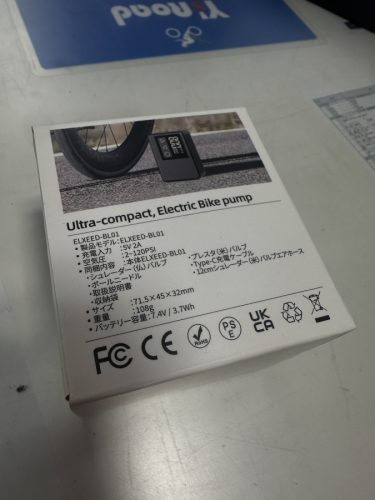 Yi Road
Ultra-compact, Electric Bike pump
ELXEED-BL01
・製品モデル:ELXEED-BL01
・充電入力 :5V 2A
・空気圧 :2~120PSI
・同梱内容 :本体ELXEED-BL01
・シュレーダー(仏)バルブ ・プレスタ(米)バルブ
・ボールニードル ・Type-C充電ケーブル
・取扱説明書 ・12cmシュレーダー(米)バルブエアホース
・収納袋
・サイズ :71.5×45×32mm
・重量 :108g
・バッテリー容量:7.4V / 3.7Wh
FC CE RoHS PSE UKCA